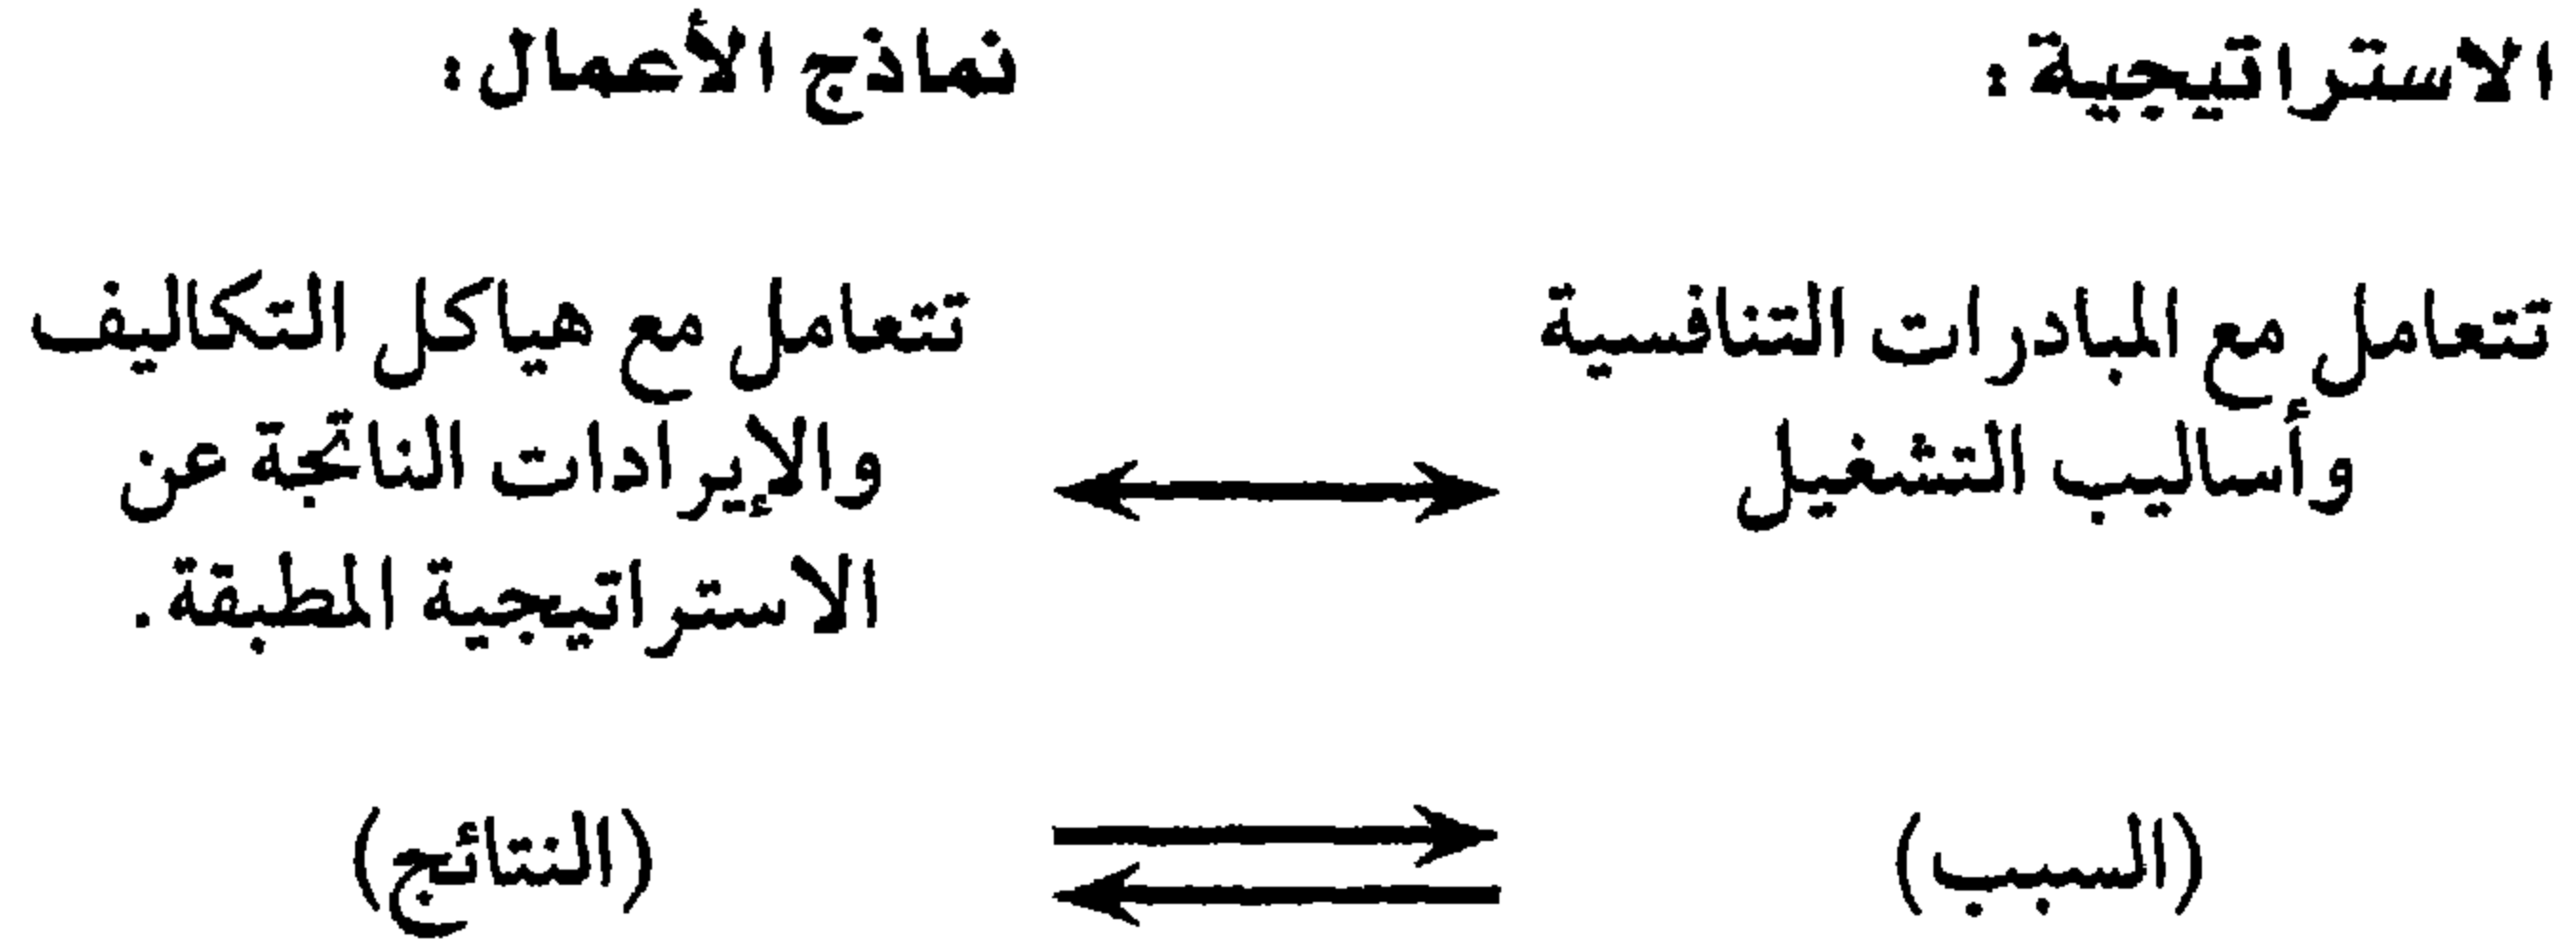 الاستراتيجية:
نماذج الأعمال:
تتعامل مع المبادرات التنافسية
وأساليب التشغيل
تتعامل مع هياكل التكاليف
والإيرادات الناتجة عن
الاستراتيجية المطبقة.
(السبب)
(النتائج)